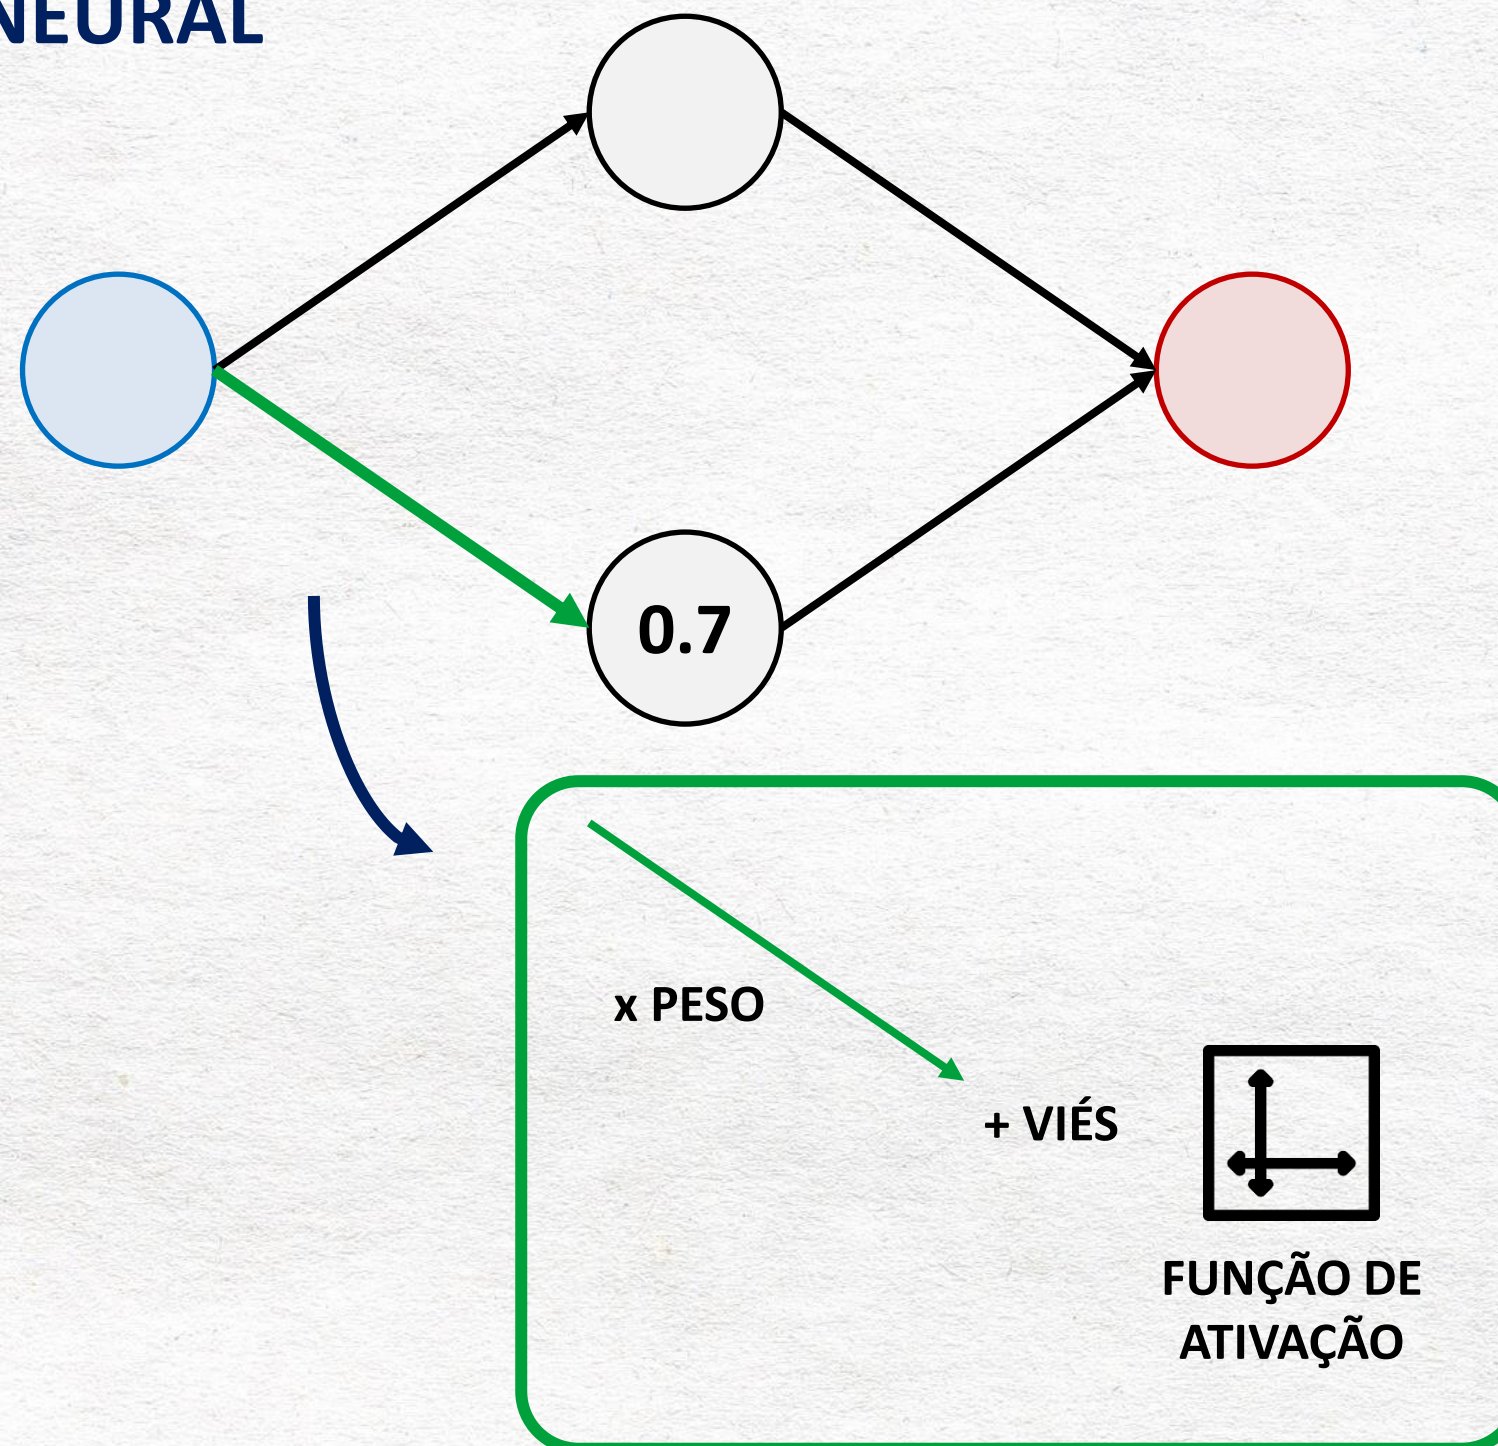 NEURAL
0.7
x PESO
+ VIÉS
FUNÇÃO DE
ATIVAÇÃO